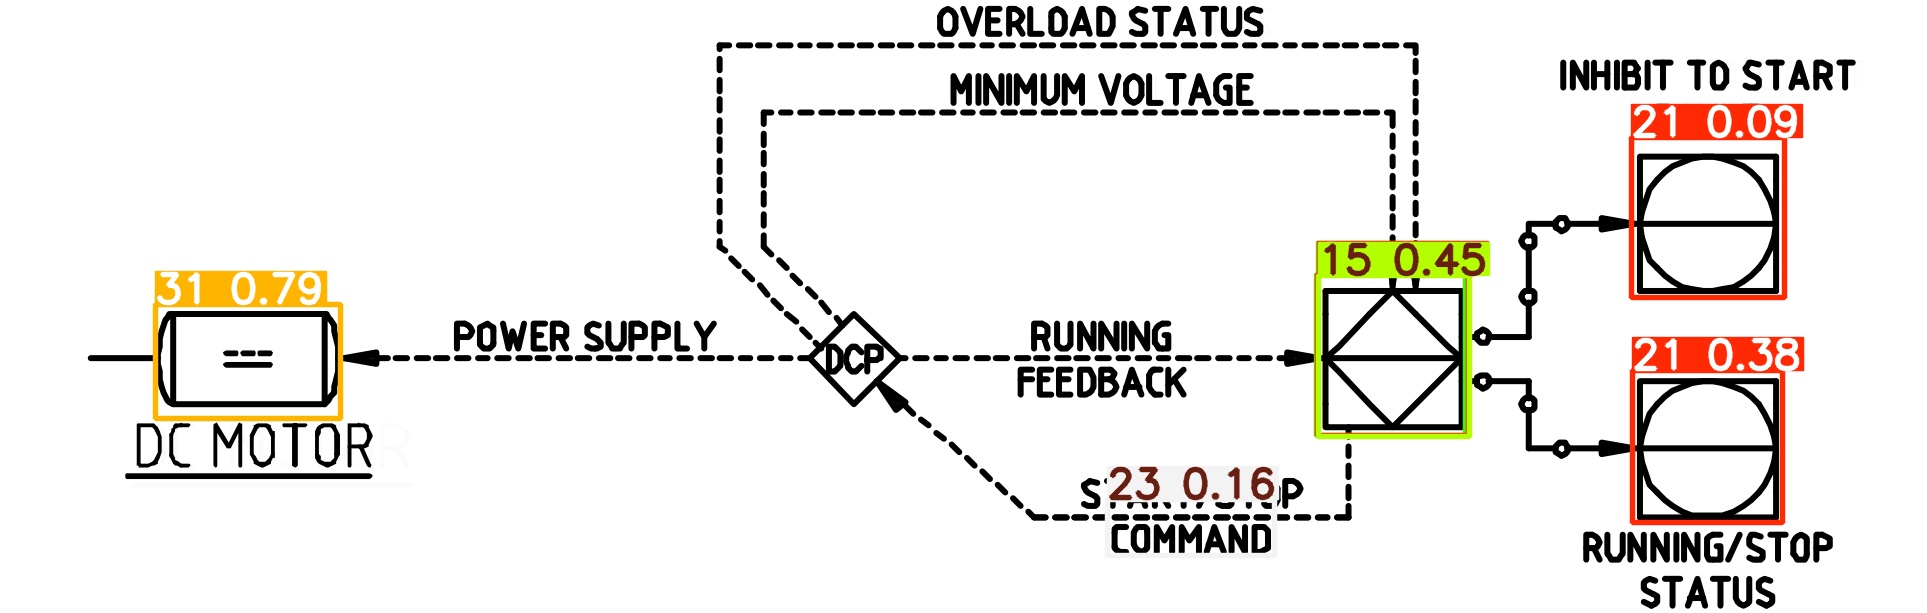 OVERLOAD STATUS
MINIMUM VOLTAGE
INHIBIT TO START
21 0.09
15 0.45
31 0.79
POWER SUPPLY
DCP
RUNNING
FEEDBACK
21 0.38
DC MOTOR
23 0.16
COMMAND
RUNNING/STOP
STATUS